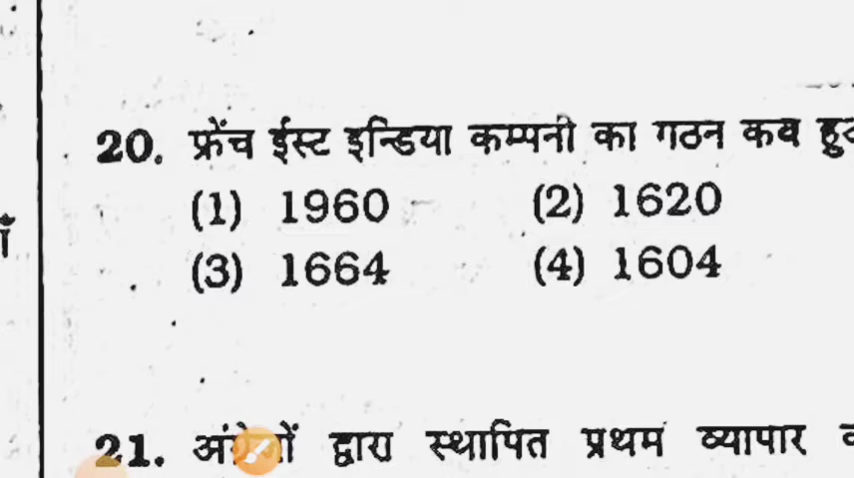 20. फ्रेंच ईस्ट इन्डिया कम्पनी का गठन कब
(1) 1960 (2) 1620
(3) 1664 (4) 1604
21. द्वारा स्थापित प्रथम व्यापार